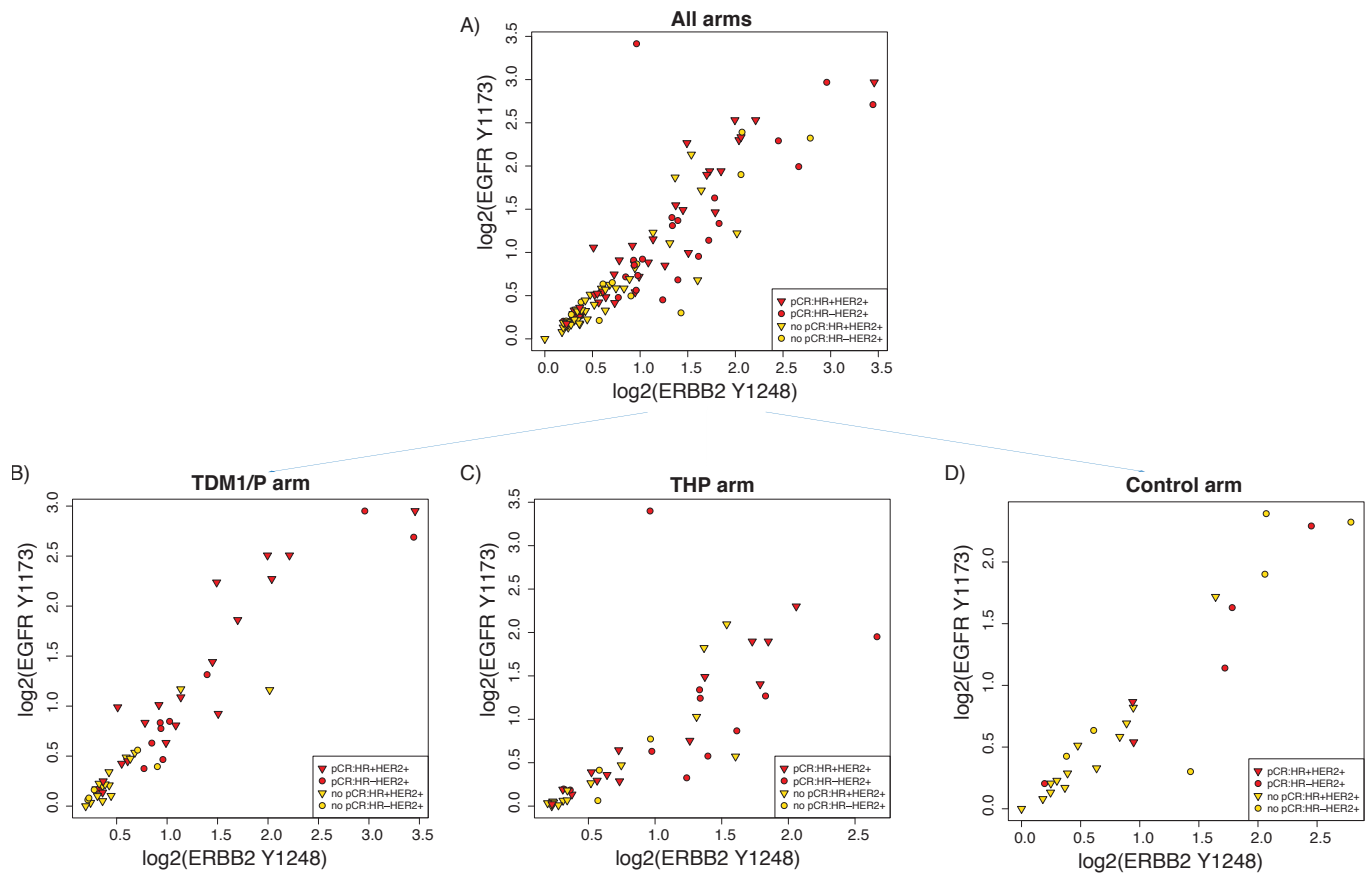 A)
All arms
log2(EGFR Y1173)
3.5
3.0
2.5
2.0
1.5
1.0
0.5
0.0
pCR:HR+HER2+
pCR:HR−HER2+
no pCR:HR+HER2+
no pCR:HR−HER2+
0.0 0.5 1.0 1.5 2.0 2.5 3.0 3.5
log2(ERBB2 Y1248)
B)
TDM1/P arm
log2(EGFR Y1173)
3.0
2.5
2.0
1.5
1.0
0.5
0.0
pCR:HR+HER2+
pCR:HR−HER2+
no pCR:HR+HER2+
no pCR:HR−HER2+
0.5 1.0 1.5 2.0 2.5 3.0 3.5
log2(ERBB2 Y1248)
C)
THP arm
log2(EGFR Y1173)
3.5
3.0
2.5
2.0
1.5
1.0
0.5
0.0
pCR:HR+HER2+
pCR:HR−HER2+
no pCR:HR+HER2+
no pCR:HR−HER2+
0.5 1.0 1.5 2.0 2.5
log2(ERBB2 Y1248)
D)
Control arm
log2(EGFR Y1173)
2.0
1.5
1.0
0.5
0.0
pCR:HR+HER2+
pCR:HR−HER2+
no pCR:HR+HER2+
no pCR:HR−HER2+
0.0 0.5 1.0 1.5 2.0 2.5
log2(ERBB2 Y1248)